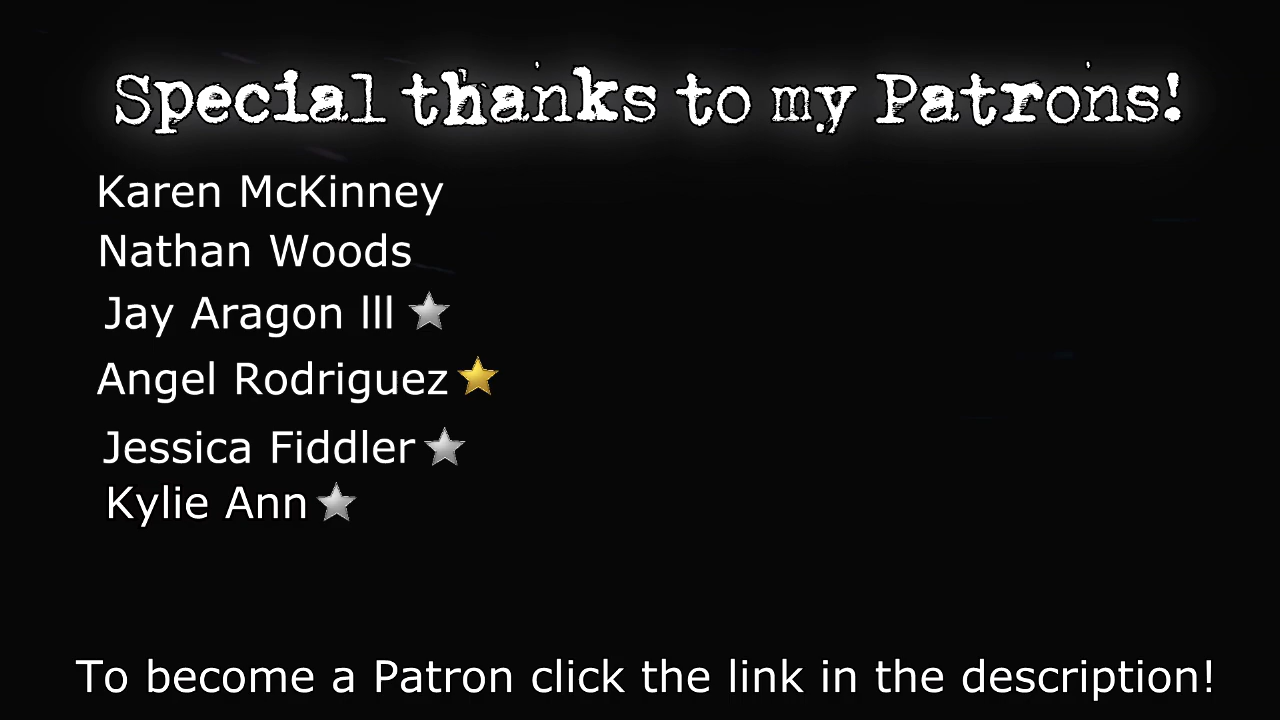 Special thanks to my Patrons!
Karen McKinney
Nathan Woods
Jay Aragon lll
Angel Rodriguez
Jessica Fiddler
Kylie Ann
To become a Patron click the link in the description!